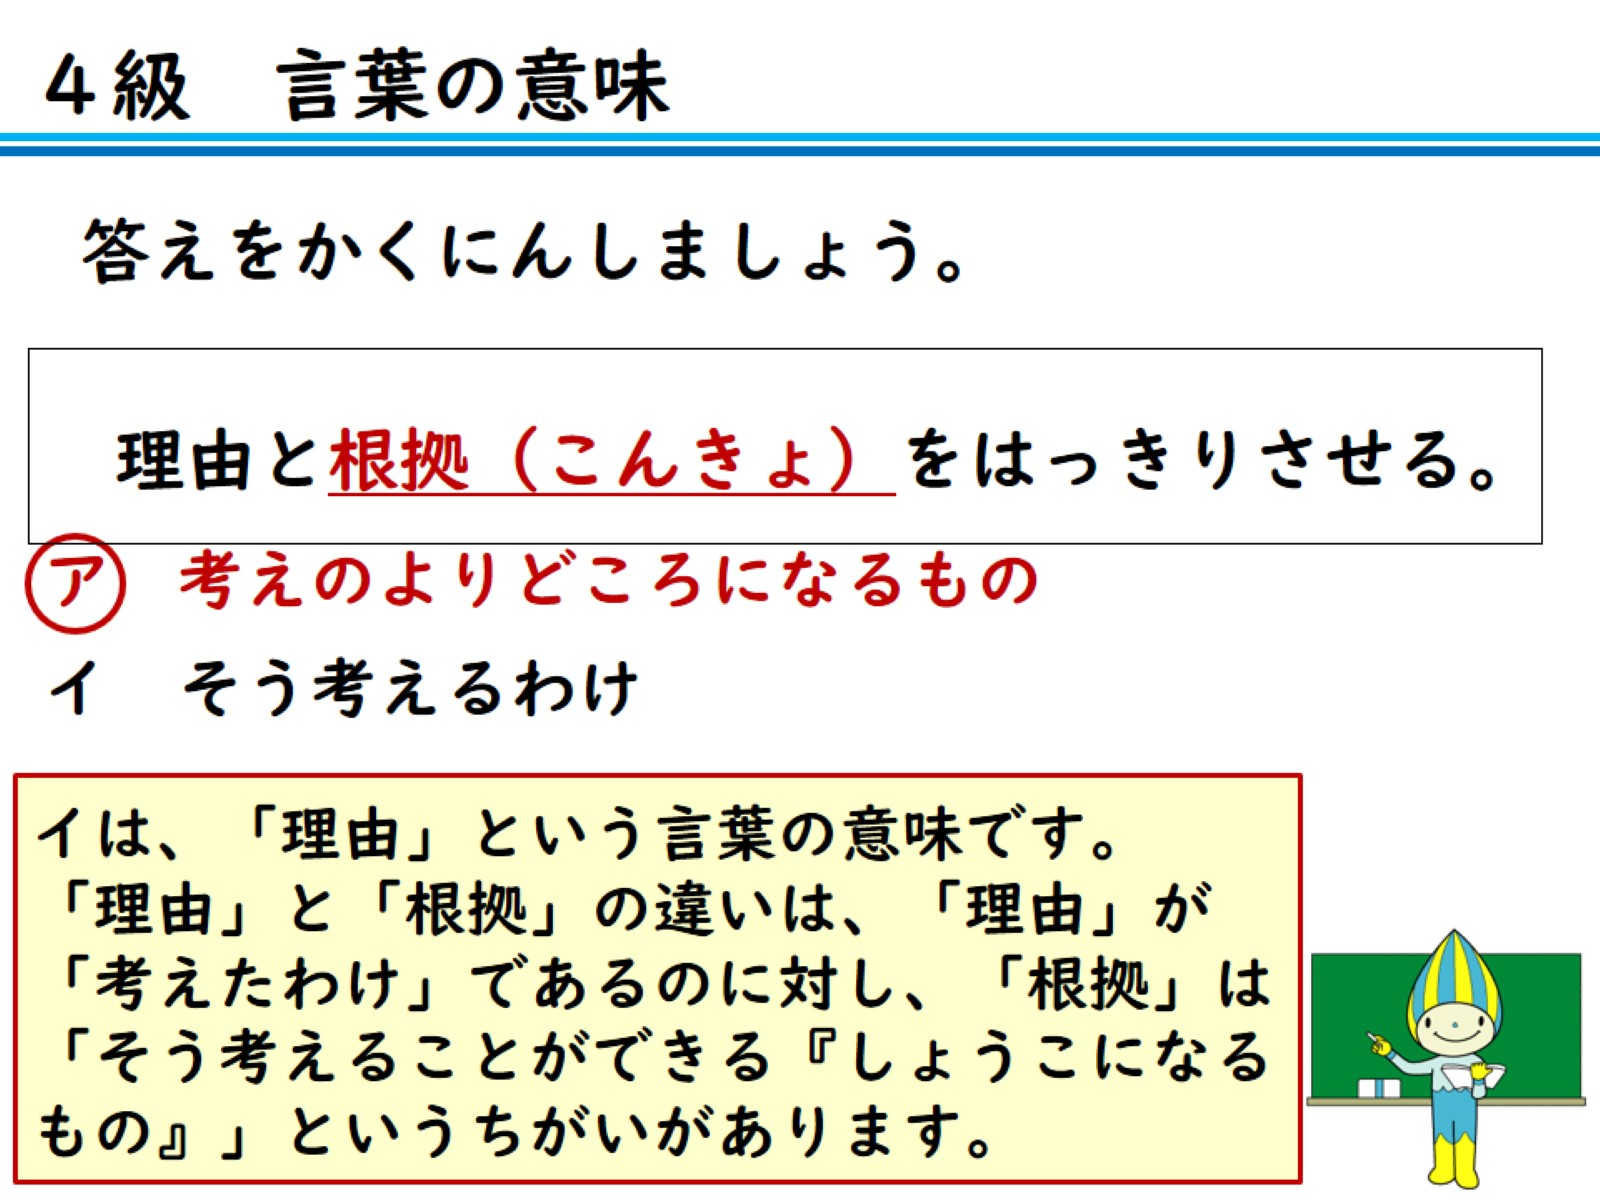 ４級　言葉の意味
答えをかくにんしましょう。
理由と根拠（こんきょ）をはっきりさせる。
ア　考えのよりどころになるもの
イ　そう考えるわけ
イは、「理由」という言葉の意味です。
「理由」と「根拠」の違いは、「理由」が
「考えたわけ」であるのに対し、「根拠」は
「そう考えることができる『しょうこになる
もの』」というちがいがあります。